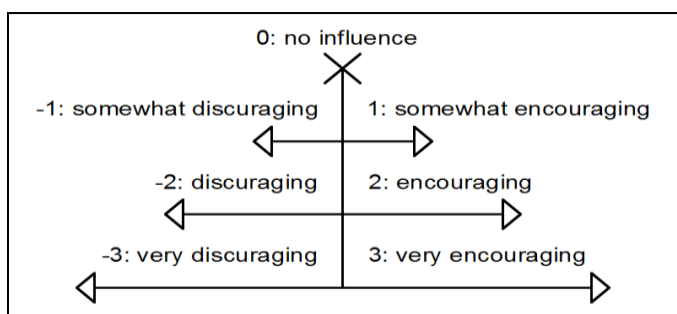 0: no influence
-1: somewhat discuraging 1: somewhat encouraging
-2: discuraging 2: encouraging
-3: very discuraging 3: very encouraging